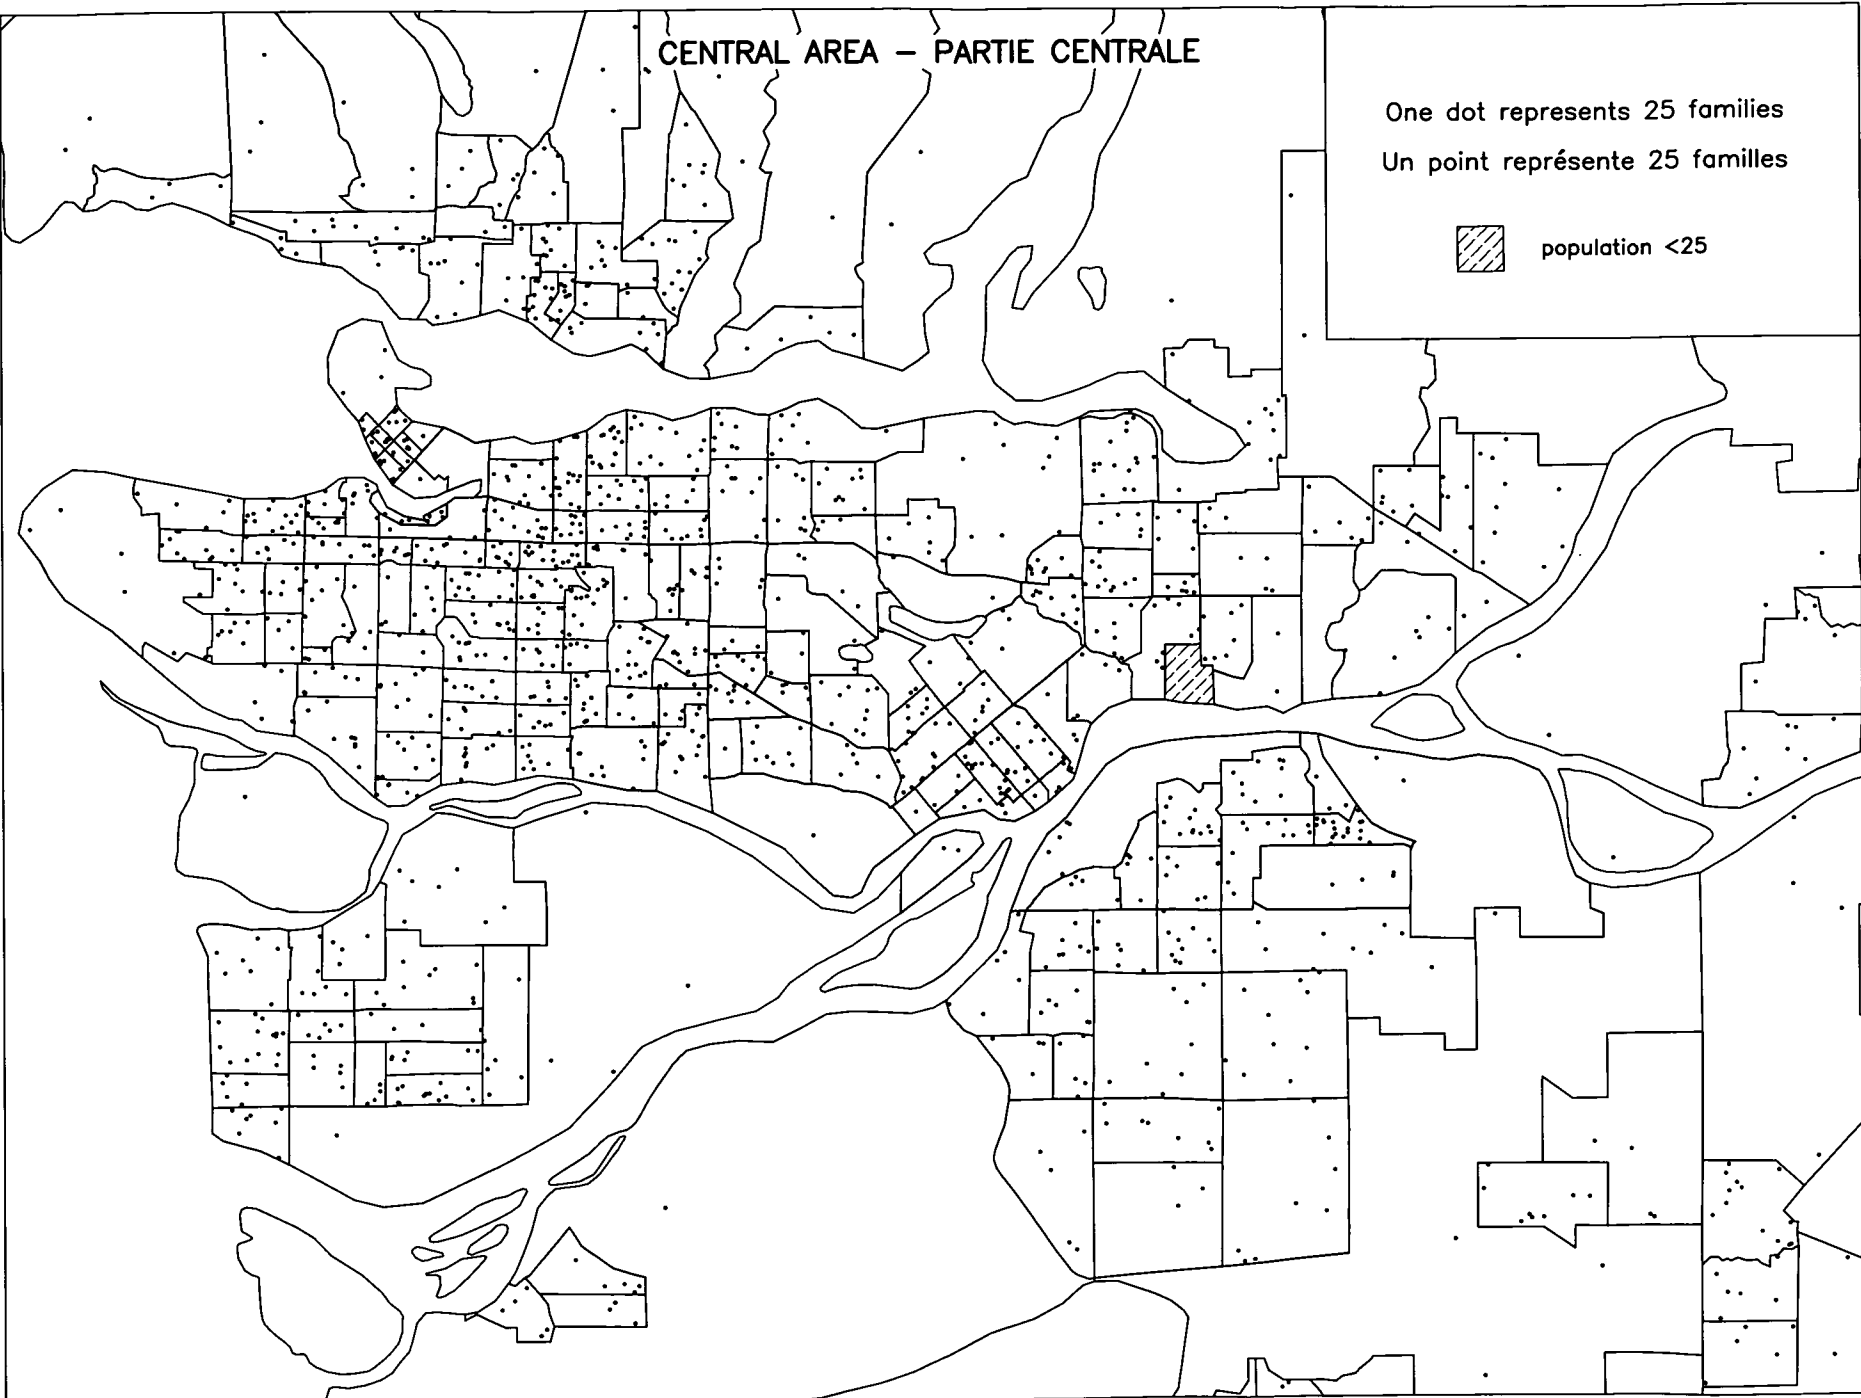 CENTRAL AREA – PARTIE CENTRALE
One dot represents 25 families
Un point représente 25 familles
population <25